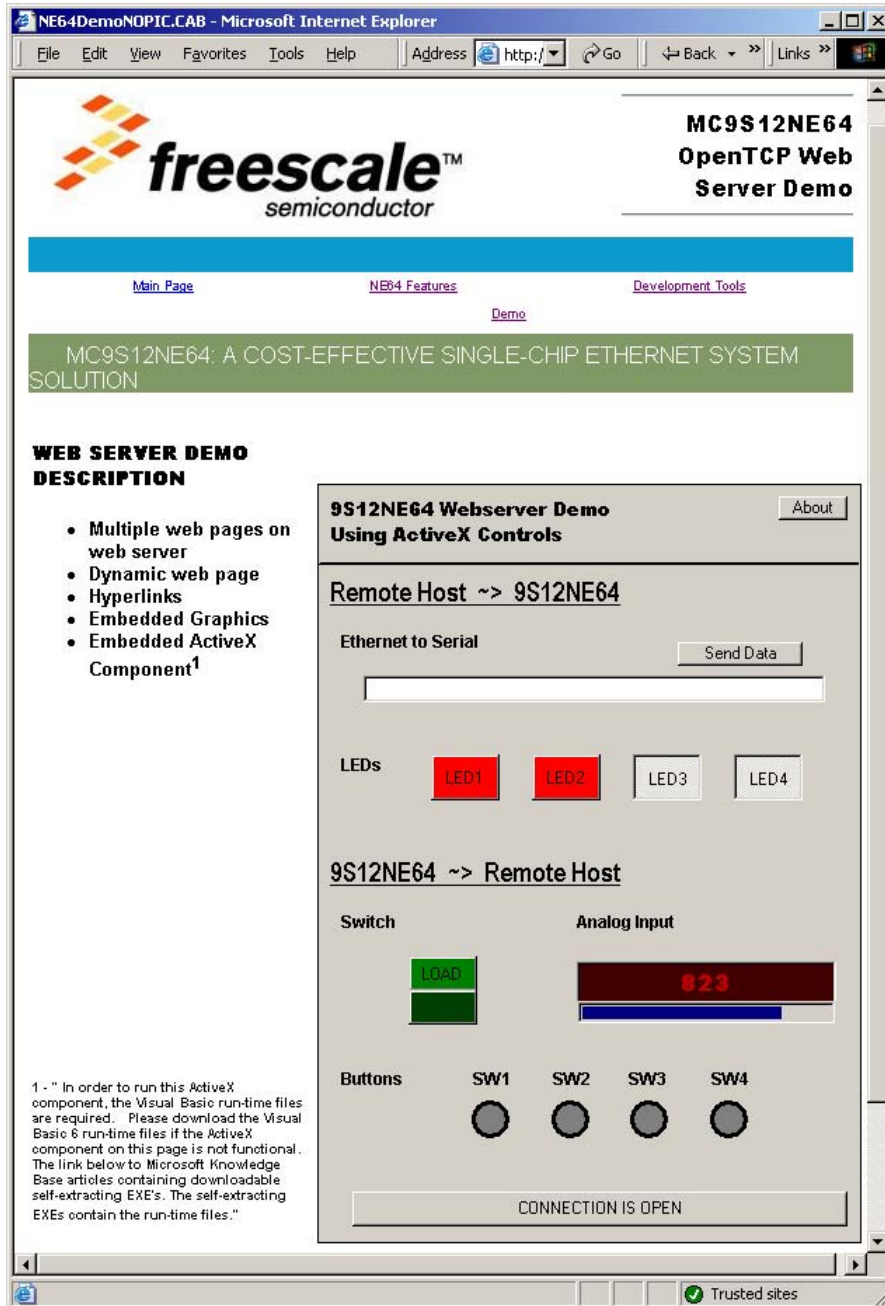 NE64DemoNOPIC.CAB - Microsoft Internet Explorer
File Edit View Favorites Tools Help Address http:/ Go Back » Links »
freescale™
semiconductor
MC9S12NE64
OpenTCP Web
Server Demo
Main Page NE64 Features Development Tools
Demo
MC9S12NE64: A COST-EFFECTIVE SINGLE-CHIP ETHERNET SYSTEM
SOLUTION
WEB SERVER DEMO
DESCRIPTION
• Multiple web pages on
web server
• Dynamic web page
• Hyperlinks
• Embedded Graphics
• Embedded ActiveX
Component1
1 - " In order to run this ActiveX
component, the Visual Basic run-time files
are required. Please download the Visual
Basic 6 run-time files if the ActiveX
component on this page is not functional.
The link below to Microsoft Knowledge
Base articles containing downloadable
self-extracting EXE's. The self-extracting
EXEs contain the run-time files."
9S12NE64 Webserver Demo
Using ActiveX Controls
About
Remote Host ~> 9S12NE64
Ethernet to Serial
Send Data
LEDs LED1 LED2 LED3 LED4
9S12NE64 ~> Remote Host
Switch Analog Input
LOAD
823
Buttons SW1 SW2 SW3 SW4
CONNECTION IS OPEN
Trusted sites